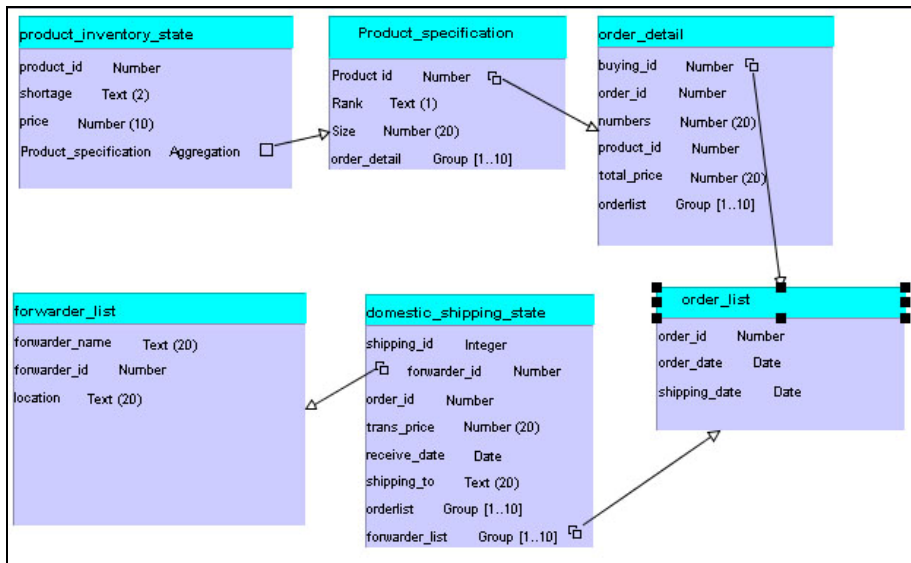 product_inventory_state
product_id Number
shortage Text (2)
price Number (10)
Product_specification Aggregation
Product_specification
Product id Number
Rank Text (1)
Size Number (20)
order_detail Group [1..10]
order_detail
buying_id Number
order_id Number
numbers Number (20)
product_id Number
total_price Number (20)
orderlist Group [1..10]
forwarder_list
forwarder_name Text (20)
forwarder_id Number
location Text (20)
domestic_shipping_state
shipping_id Integer
forwarder_id Number
order_id Number
trans_price Number (20)
receive_date Date
shipping_to Text (20)
orderlist Group [1..10]
forwarder_list Group [1..10]
order_list
order_id Number
order_date Date
shipping_date Date